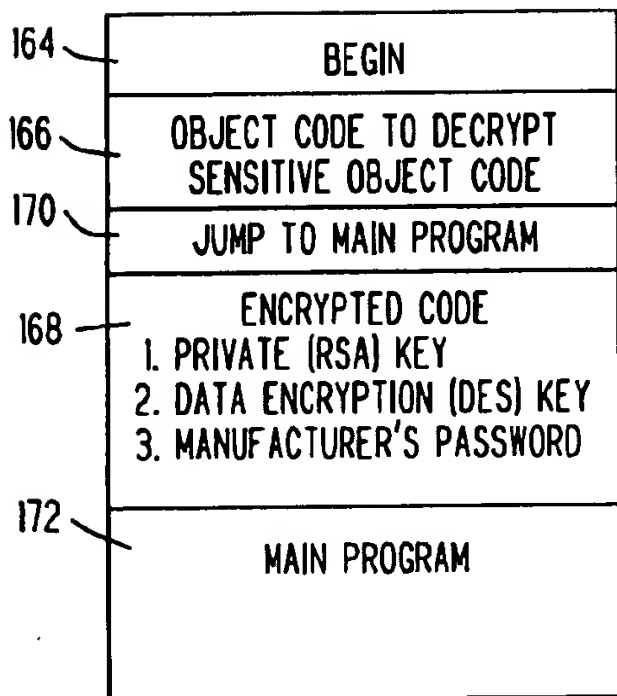 164
BEGIN
166
OBJECT CODE TO DECRYPT
SENSITIVE OBJECT CODE
170
JUMP TO MAIN PROGRAM
168
ENCRYPTED CODE
1. PRIVATE (RSA) KEY
2. DATA ENCRYPTION (DES) KEY
3. MANUFACTURER'S PASSWORD
172
MAIN PROGRAM